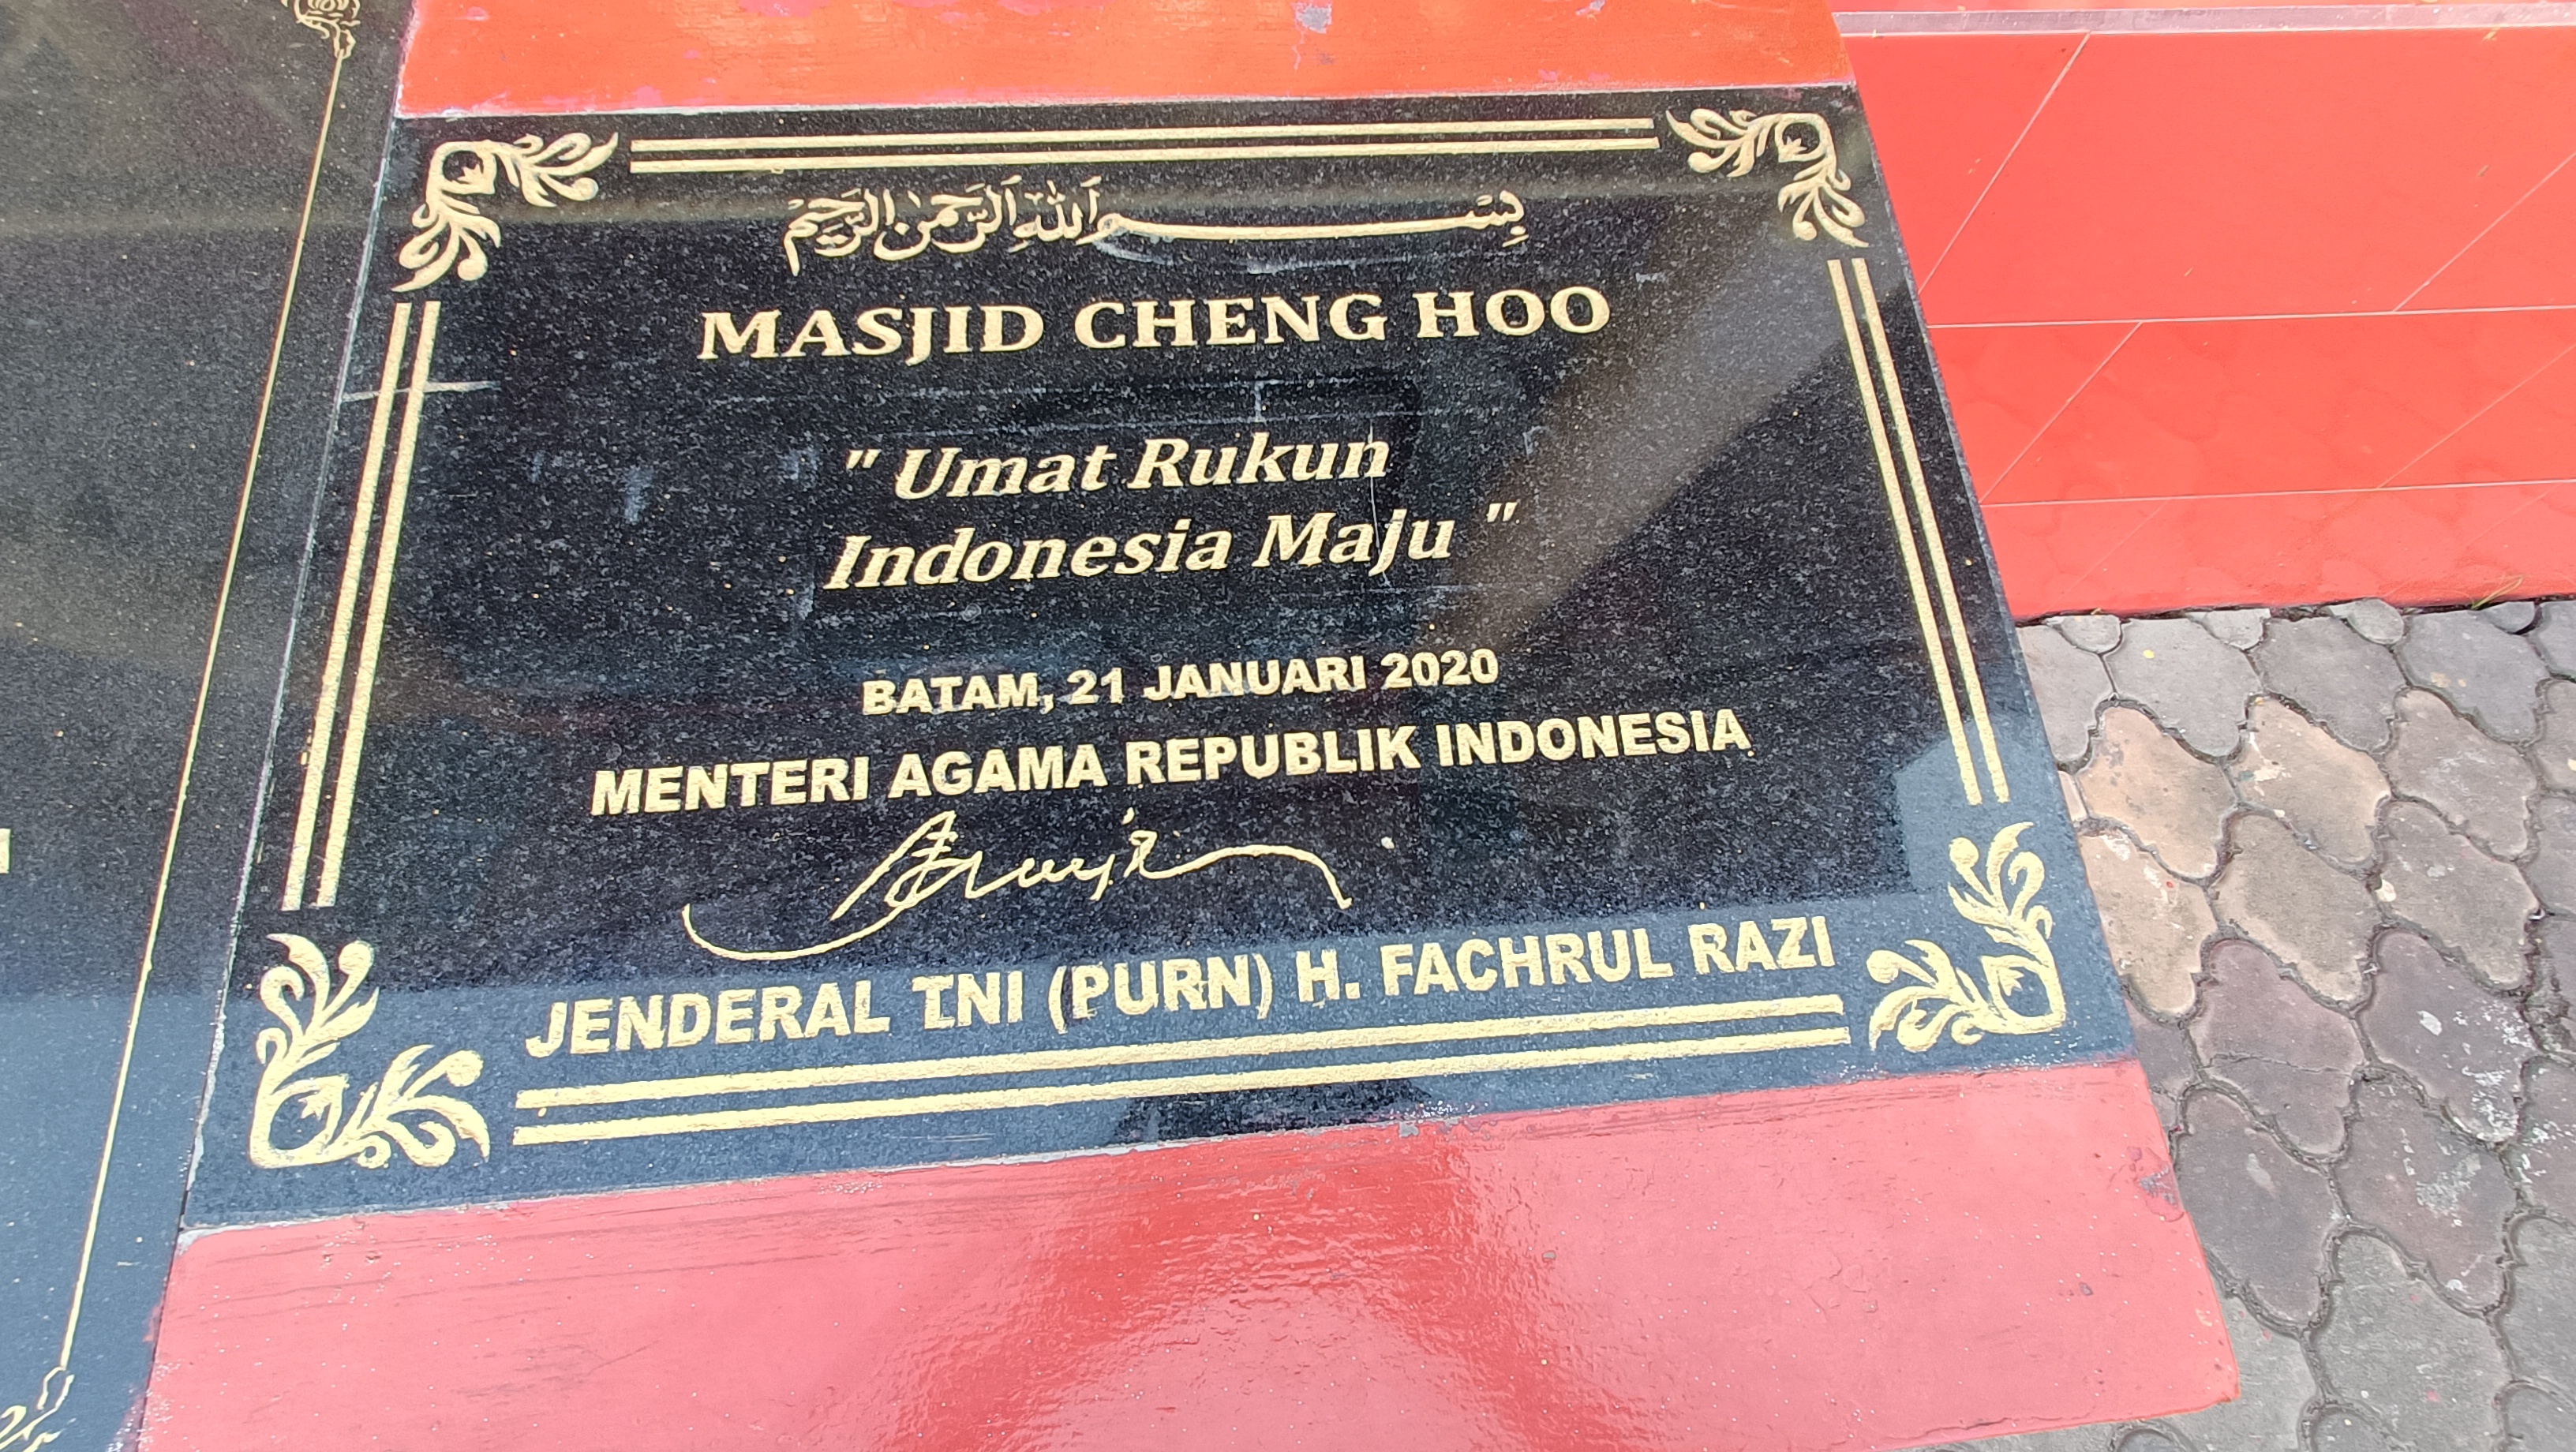 بِسْمِ اللهِ الرَّحْمَنِ الرَّحِيْمِ
MASJID CHENG HOO
" Umat Rukun
Indonesia Maju "
BATAM, 21 JANUARI 2020
MENTERI AGAMA REPUBLIK INDONESIA
JENDERAL TNI (PURN) H. FACHRUL RAZI